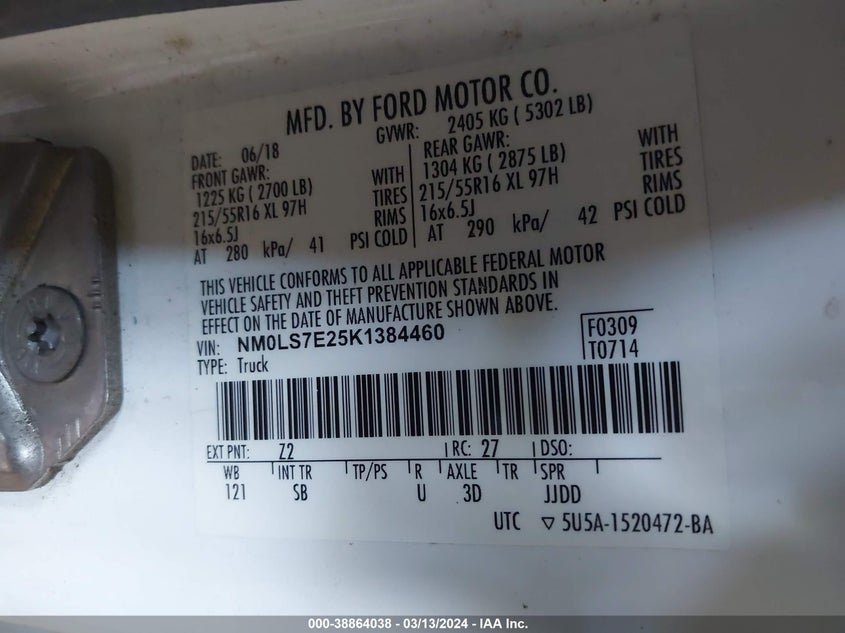 MFD. BY FORD MOTOR CO.
DATE: 06/18 GVWR: 2405 KG ( 5302 LB)
FRONT GAWR: REAR GAWR:
1225 KG ( 2700 LB) WITH 1304 KG ( 2875 LB) WITH
215/55R16 XL 97H TIRES 215/55R16 XL 97H TIRES
16x6.5J RIMS 16x6.5J RIMS
AT 280 kPa/ 41 PSI COLD AT 290 kPa/ 42 PSI COLD
THIS VEHICLE CONFORMS TO ALL APPLICABLE FEDERAL MOTOR
VEHICLE SAFETY AND THEFT PREVENTION STANDARDS IN
EFFECT ON THE DATE OF MANUFACTURE SHOWN ABOVE.
VIN: NM0LS7E25K1384460 F0309
TYPE: Truck T0714
EXT PNT: Z2 RC: 27 DSO:
WB INT TR TP/PS R AXLE TR SPR
121 SB U 3D JJDD
UTC ▽ 5U5A-1520472-BA
000-38864038 - 03/13/2024 - IAA Inc.